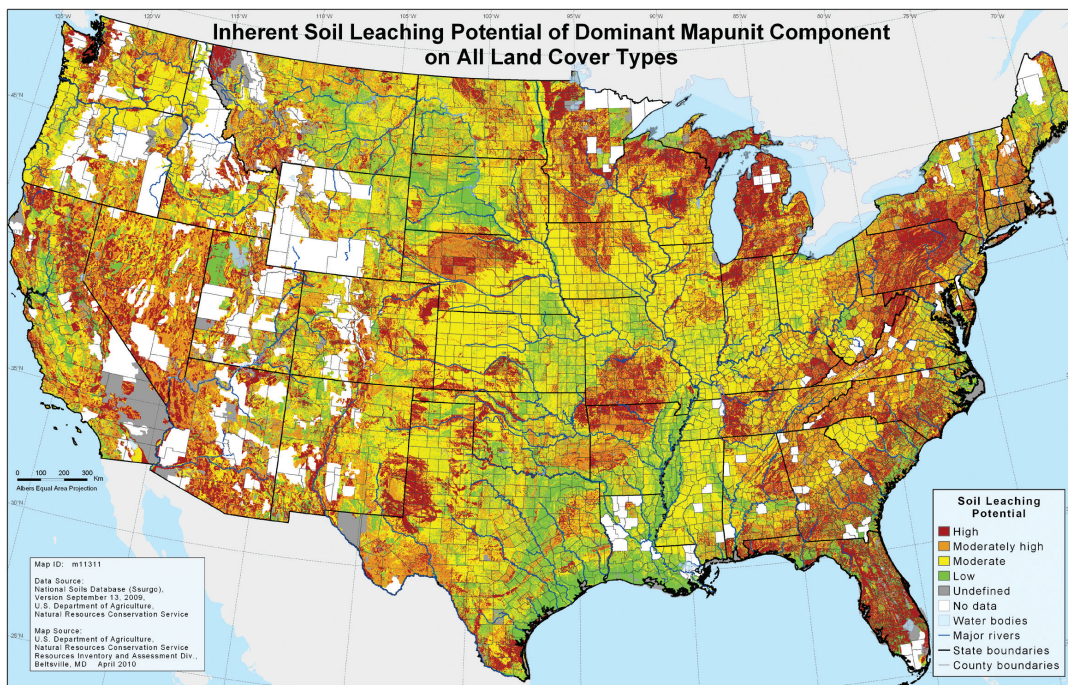 Inherent Soil Leaching Potential of Dominant Mapunit Component
on All Land Cover Types
125°W
120°W
115°W
110°W
105°W
100°W
95°W
90°W
85°W
80°W
75°W
70°W
45°N
40°N
35°N
30°N
25°N
0 100 200 300
Km
Albers Equal Area Projection
Map ID: m11311
Data Source:
National Soils Database (Ssurgo),
Version September 13, 2009,
U.S. Department of Agriculture,
Natural Resources Conservation Service
Map Source:
U.S. Department of Agriculture,
Natural Resources Conservation Service
Resources Inventory and Assessment Div.,
Beltsville, MD April 2010
Soil Leaching
Potential
High
Moderately high
Moderate
Low
Undefined
No data
Water bodies
Major rivers
State boundaries
County boundaries